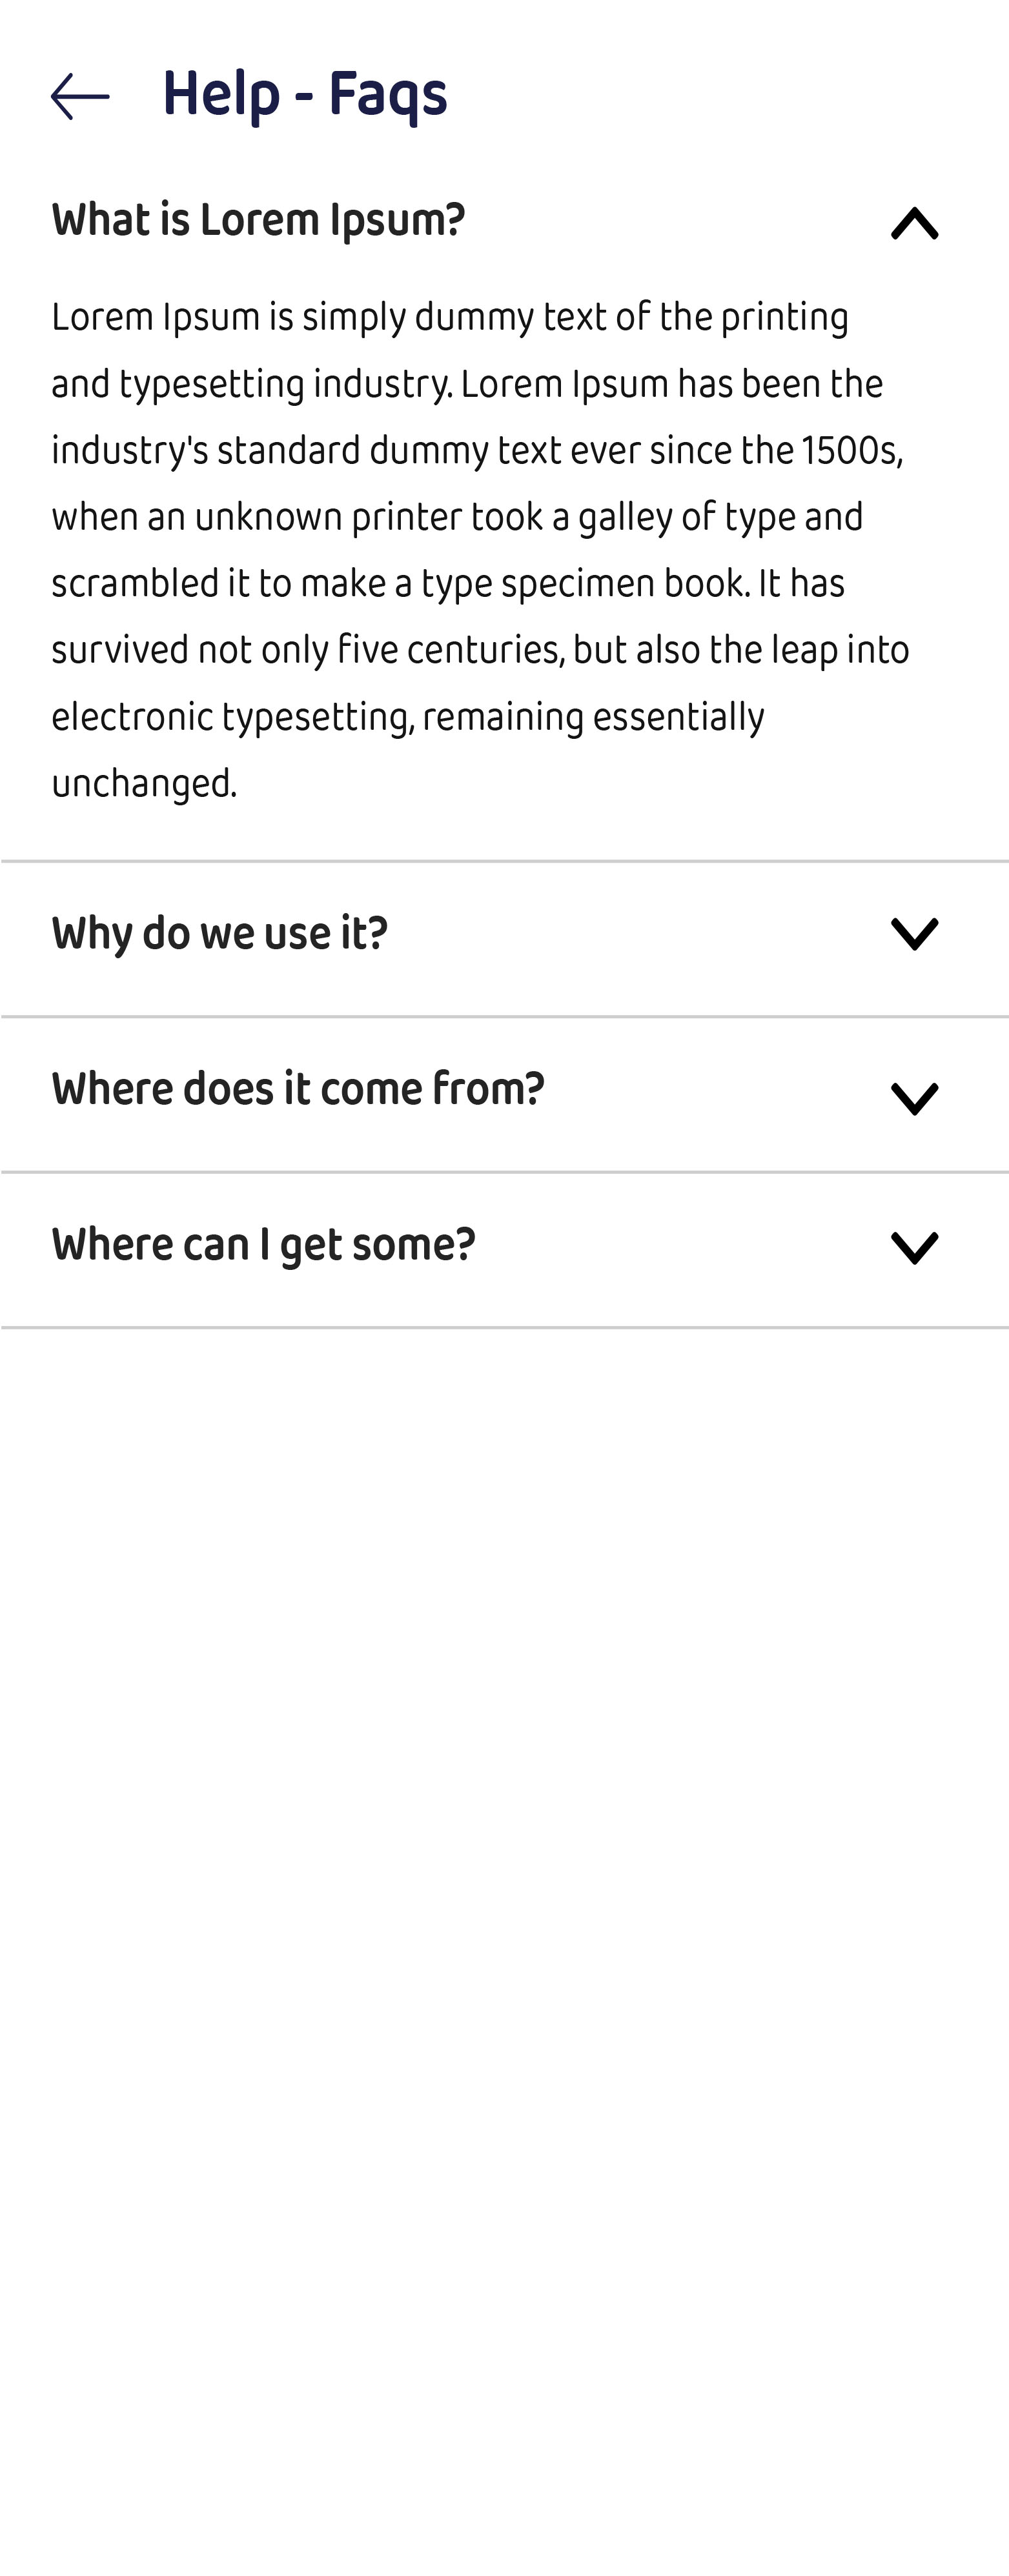 Help - Faqs
What is Lorem Ipsum?
Lorem Ipsum is simply dummy text of the printing
and typesetting industry. Lorem Ipsum has been the
industry's standard dummy text ever since the 1500s,
when an unknown printer took a galley of type and
scrambled it to make a type specimen book. It has
survived not only five centuries, but also the leap into
electronic typesetting, remaining essentially
unchanged.
Why do we use it?
Where does it come from?
Where can I get some?